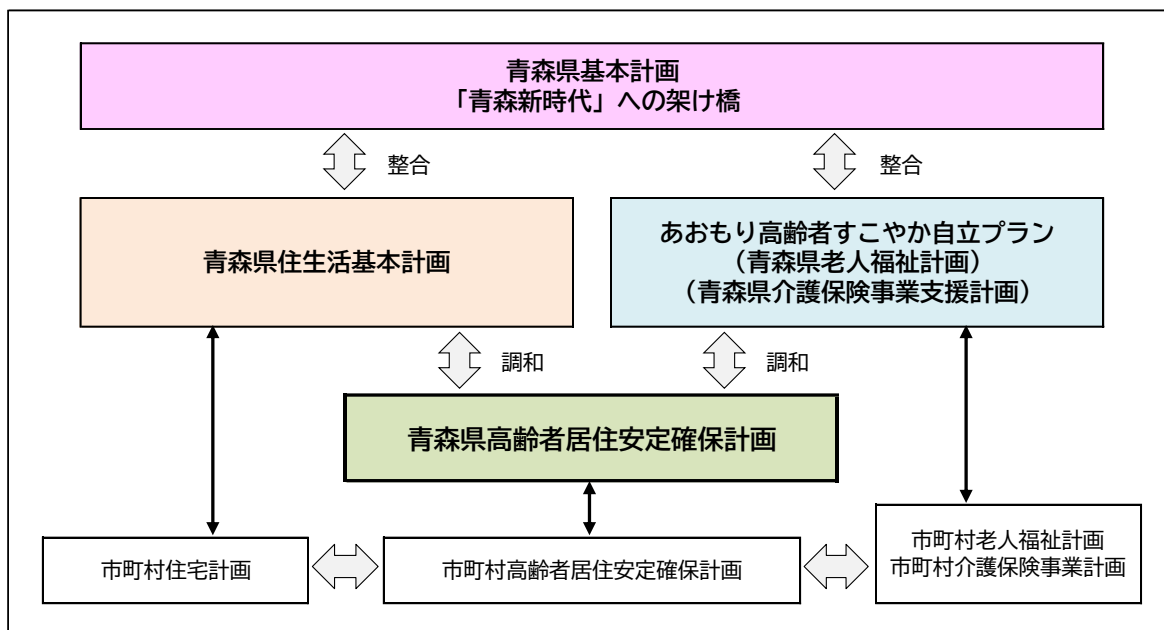 青森県基本計画
「青森新時代」への架け橋
整合
整合
青森県住生活基本計画
あおもり高齢者すこやか自立プラン
（青森県老人福祉計画）
（青森県介護保険事業支援計画）
調和
調和
青森県高齢者居住安定確保計画
市町村住宅計画
市町村高齢者居住安定確保計画
市町村老人福祉計画
市町村介護保険事業計画